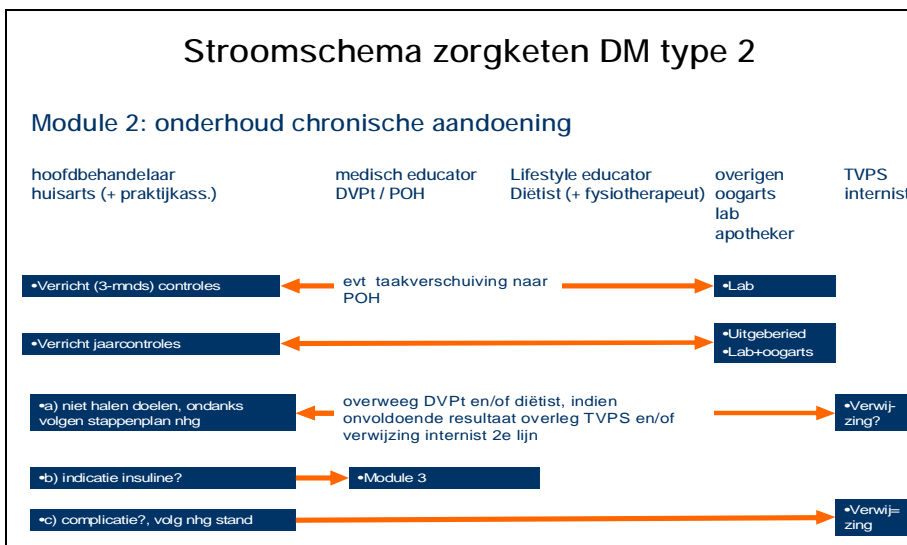 Stroomschema zorgketen DM type 2
Module 2: onderhoud chronische aandoening
hoofdbehandelaar
huisarts (+ praktijkass.)
medisch educator
DVPt / POH
Lifestyle educator
Diëtist (+ fysiotherapeut)
overigen
oogarts
lab
apotheker
TVPS
internist
•Verricht (3-mnds) controles
evt taakverschuiving naar
POH
•Lab
•Verricht jaarcontroles
•Uitgeberied
•Lab+oogarts
•a) niet halen doelen, ondanks
volgen stappenplan nhg
overweeg DVPt en/of diëtist, indien
onvoldoende resultaat overleg TVPS en/of
verwijzing internist 2e lijn
•Verwij-
zing?
•b) indicatie insuline?
•Module 3
•c) complicatie?, volg nhg stand
•Verwij=
zing